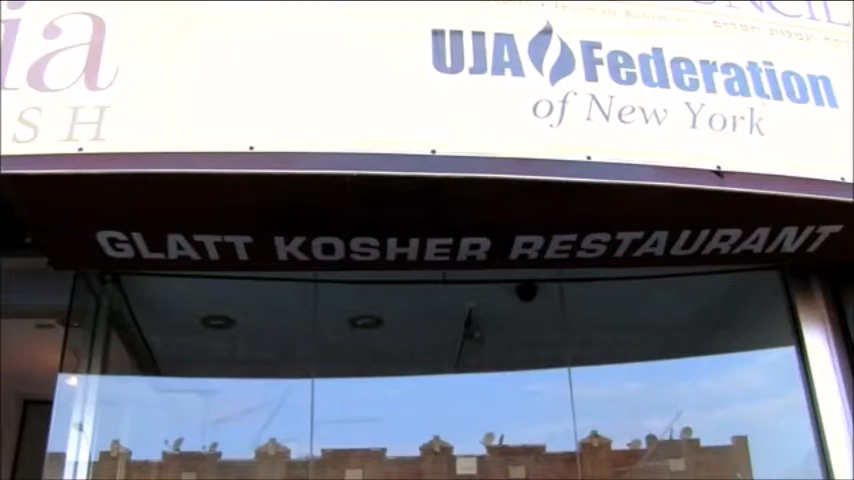 ia
SH
UJA Federation
of New York
GLATT KOSHER RESTAURANT